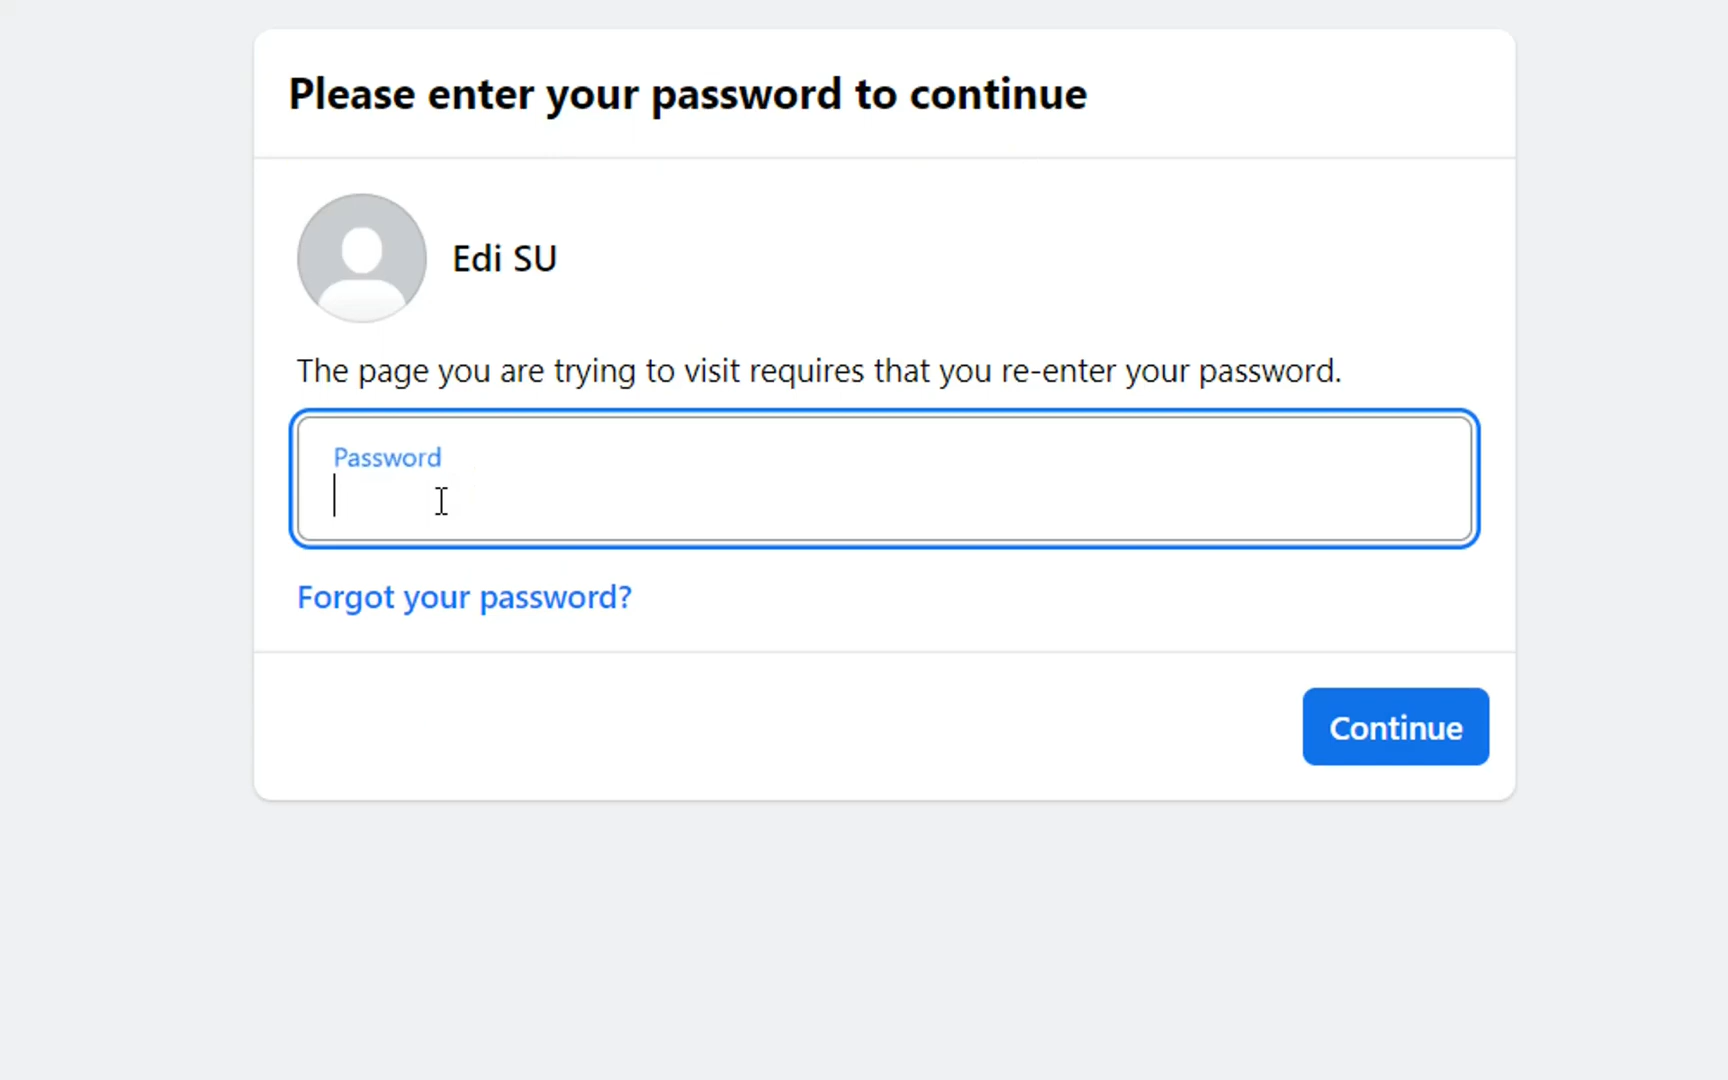 Please enter your password to continue
Edi SU
The page you are trying to visit requires that you re-enter your password.
Password
Forgot your password?
Continue